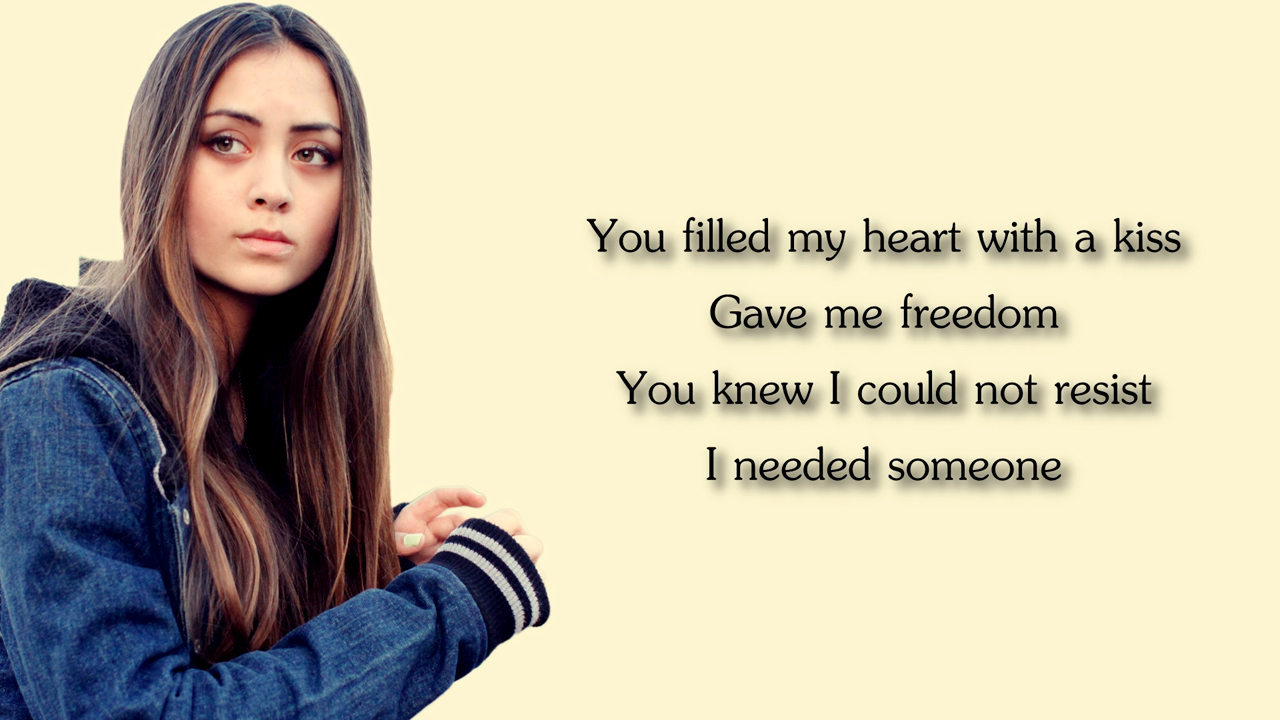 You filled my heart with a kiss
Gave me freedom
You knew I could not resist
I needed someone